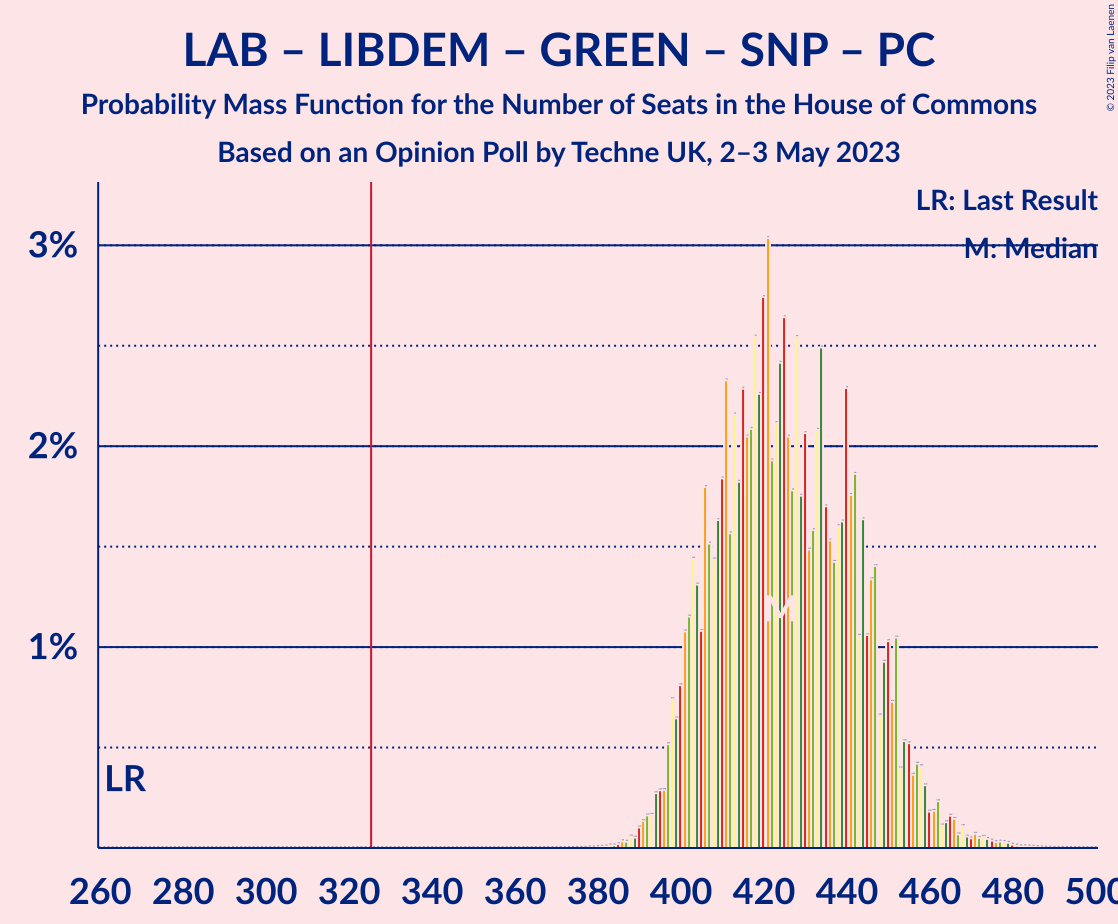 LAB – LIBDEM – GREEN – SNP – PC
Probability Mass Function for the Number of Seats in the House of Commons
Based on an Opinion Poll by Techne UK, 2–3 May 2023
© 2023 Filip van Laenen
LR: Last Result
M: Median
3%
2%
1%
M
LR
260 280 300 320 340 360 380 400 420 440 460 480 500